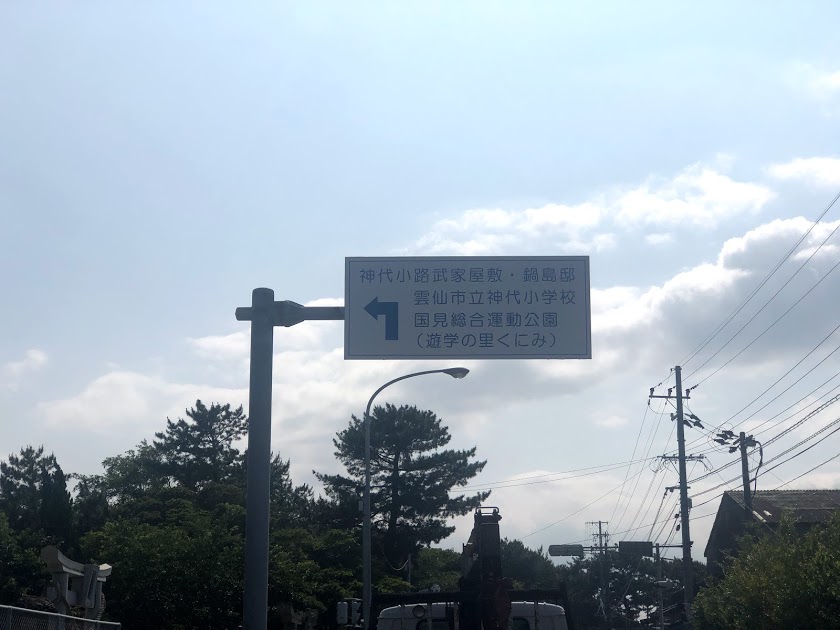 神代小路武家屋敷・鍋島邸
雲仙市立神代小学校
国見総合運動公園
（遊学の里くにみ）